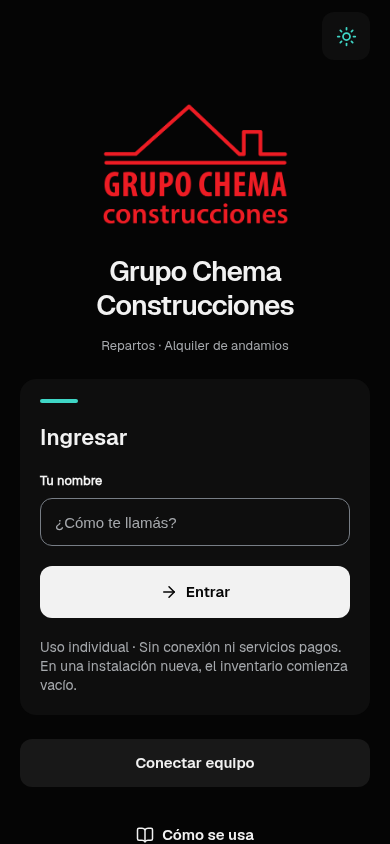 GRUPO CHEMA
construcciones
Grupo Chema
Construcciones
Repartos · Alquiler de andamios
Ingresar
Tu nombre
¿Cómo te llamás?
Entrar
Uso individual · Sin conexión ni servicios pagos.
En una instalación nueva, el inventario comienza
vacío.
Conectar equipo
Cómo se usa